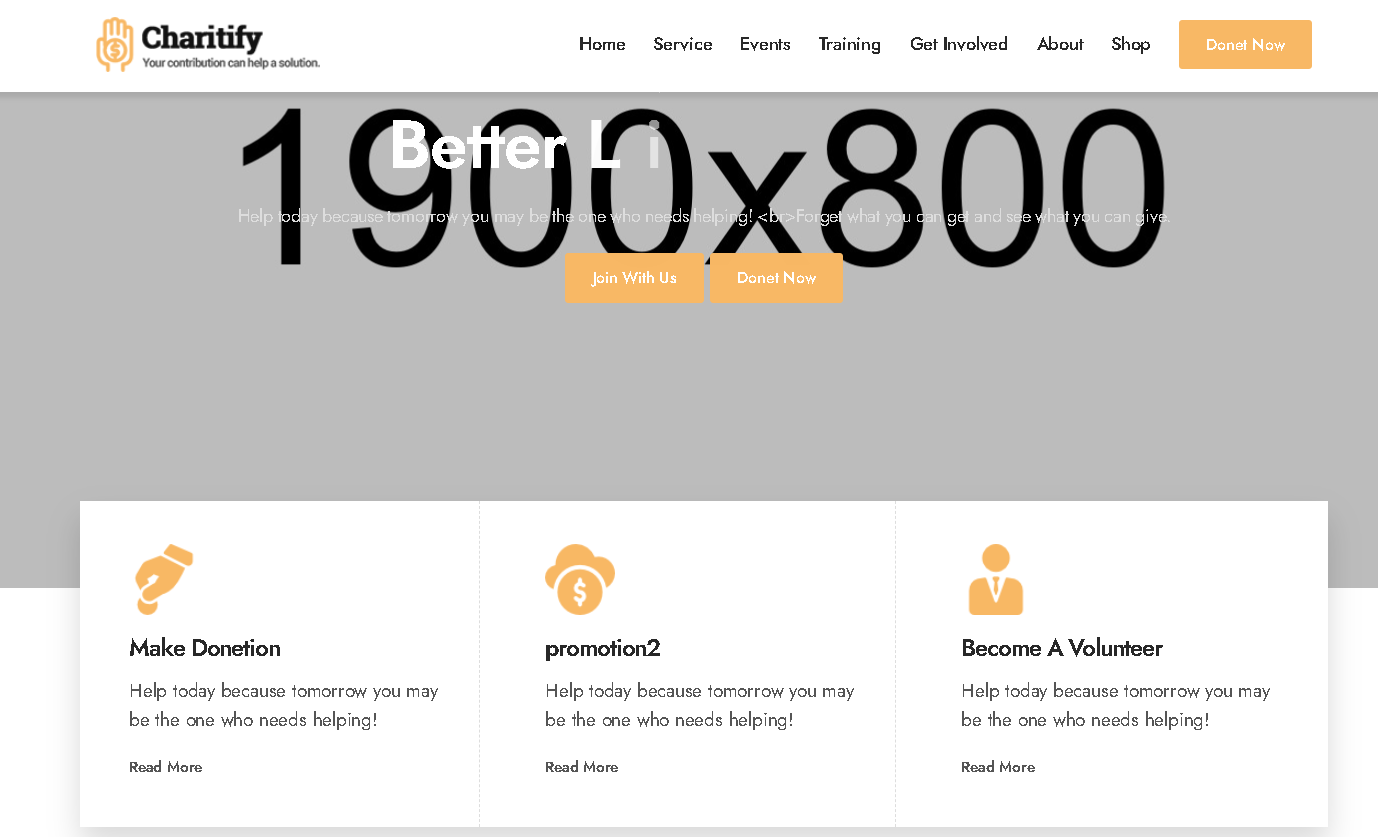 Charitify
Your contribution can help a solution.
Home Service Events Training Get Involved About Shop Donet Now
1900x800
Better L i
Help today because tomorrow you may be the one who needs helping! <br>Forget what you can get and see what you can give.
Join With Us Donet Now
Make Donetion
Help today because tomorrow you may
be the one who needs helping!
Read More
promotion2
Help today because tomorrow you may
be the one who needs helping!
Read More
Become A Volunteer
Help today because tomorrow you may
be the one who needs helping!
Read More